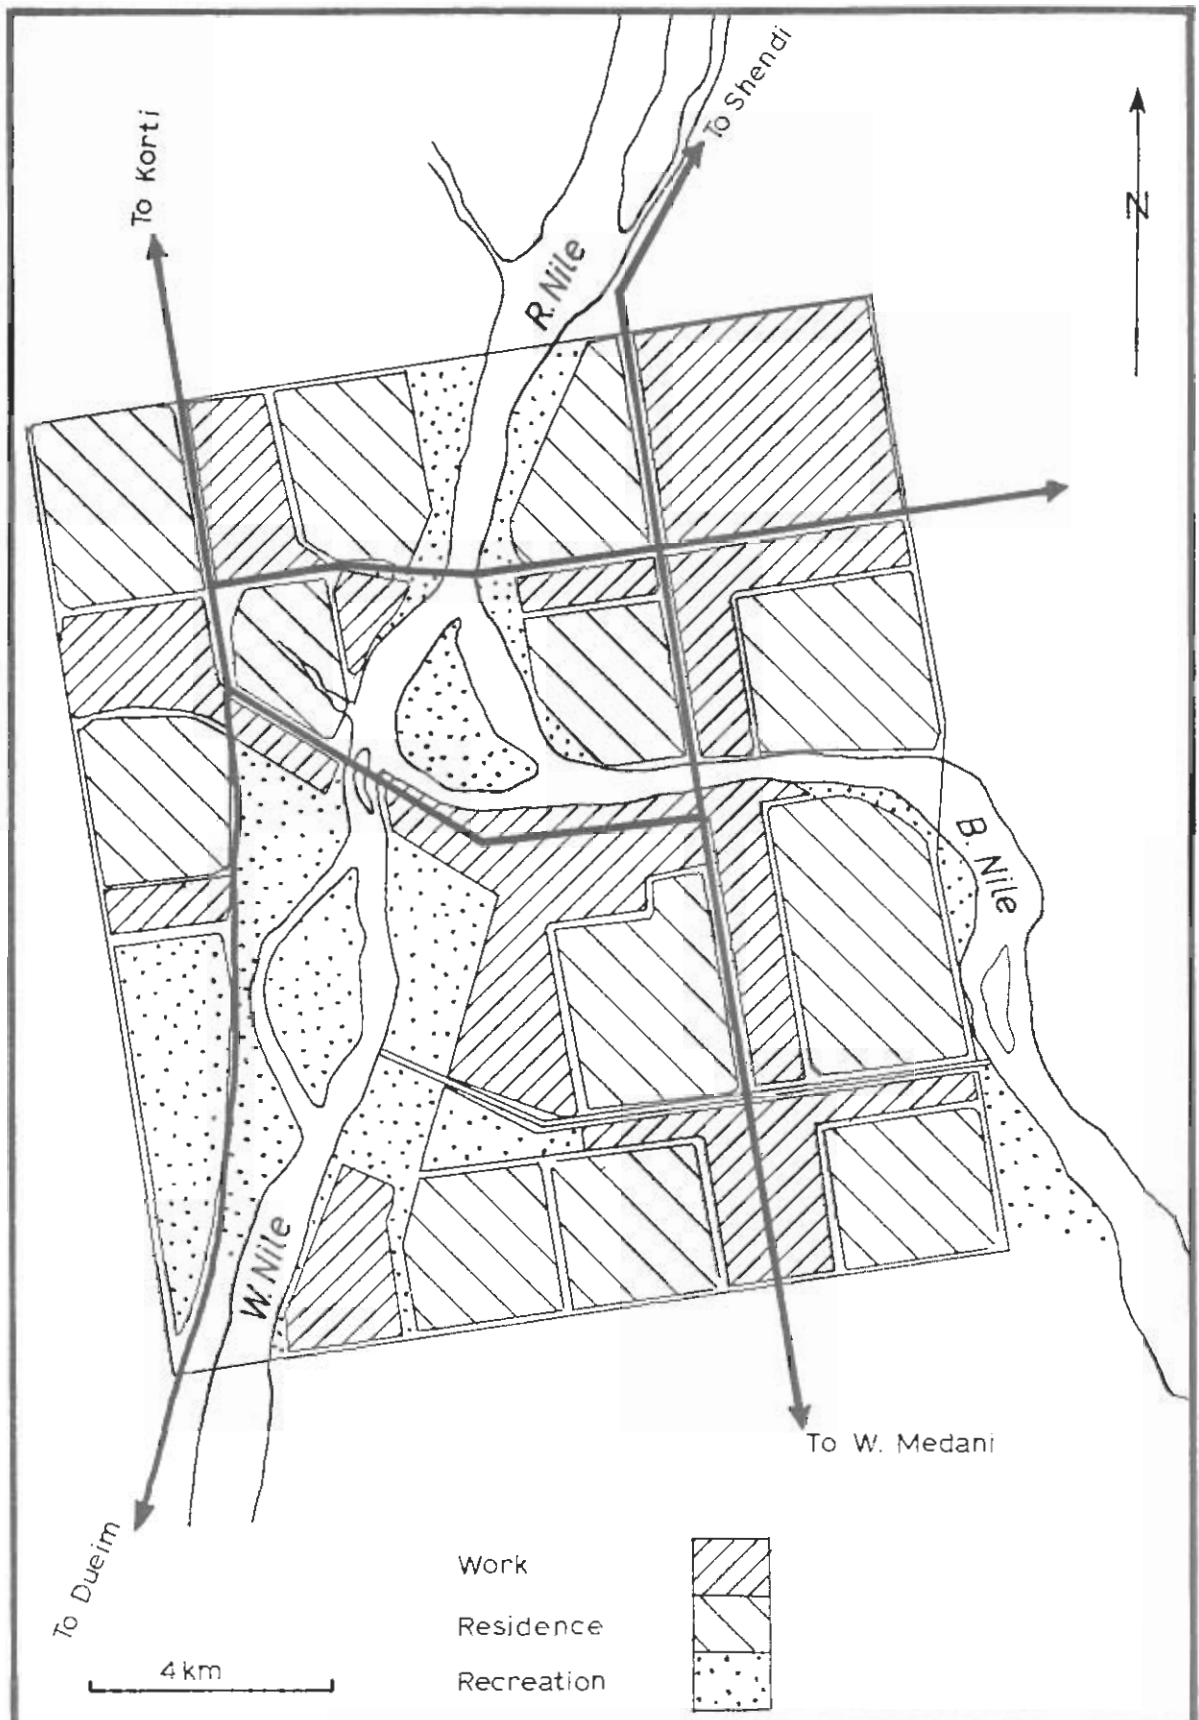 To Korti
To Shendi
N
R. Nile
B. Nile
W. Nile
To W. Medani
To Dueim
4 km
Work
Residence
Recreation